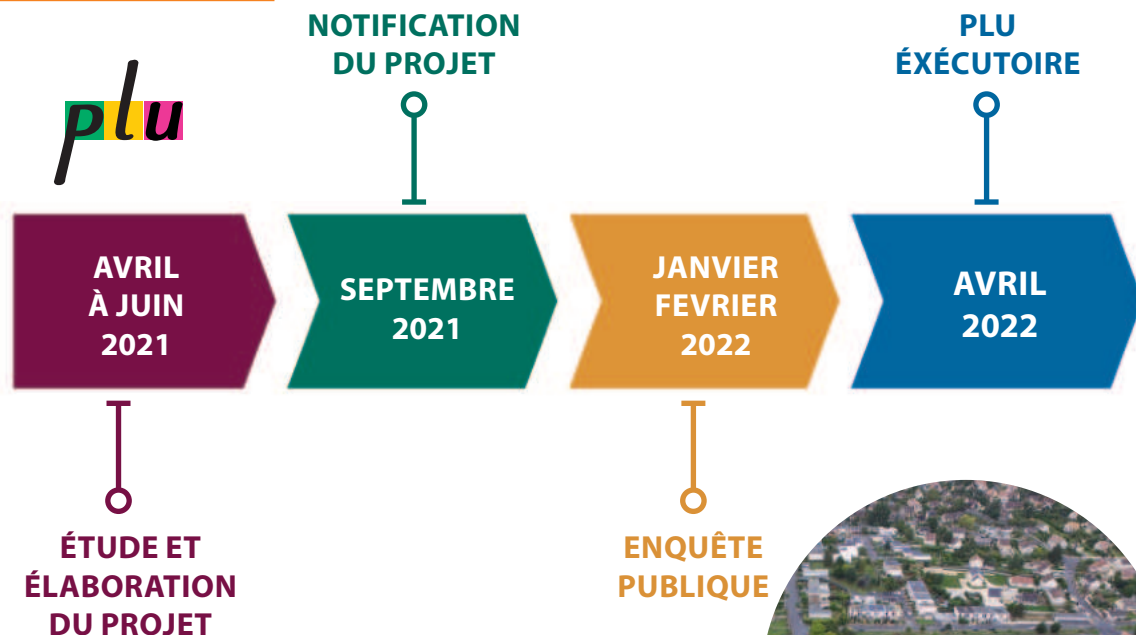 NOTIFICATION
DU PROJET
PLU
ÉXÉCUTOIRE
plu
AVRIL
À JUIN
2021
SEPTEMBRE
2021
JANVIER
FEVRIER
2022
AVRIL
2022
ÉTUDE ET
ÉLABORATION
DU PROJET
ENQUÊTE
PUBLIQUE